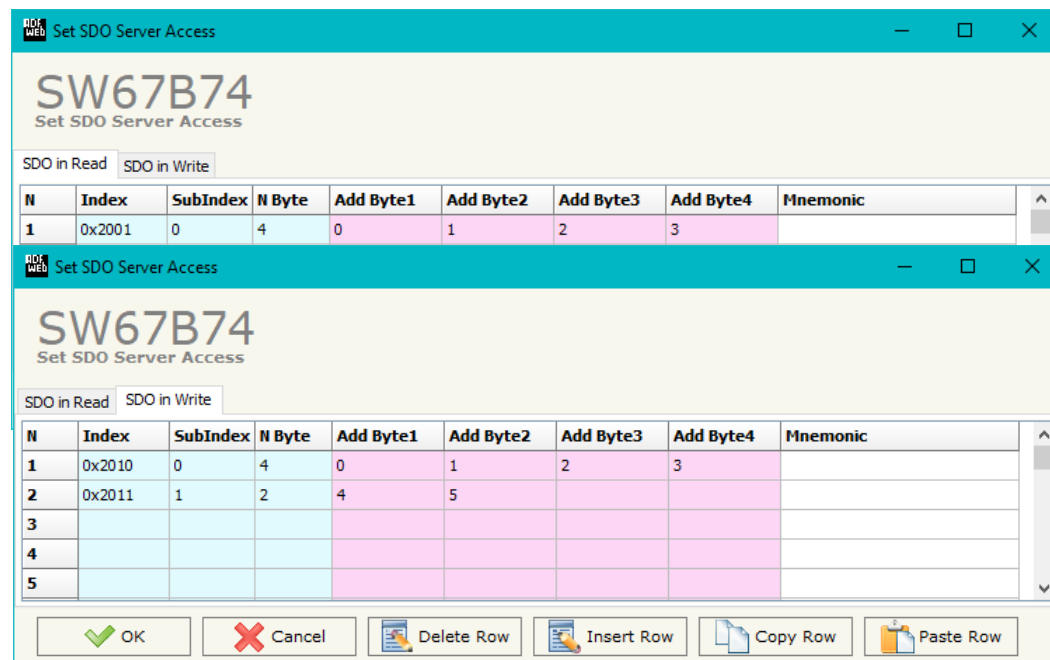 ADF WEB Set SDO Server Access
SW67B74
Set SDO Server Access
SDO in Read SDO in Write
N Index SubIndex N Byte Add Byte1 Add Byte2 Add Byte3 Add Byte4 Mnemonic
1 0x2001 0 4 0 1 2 3
ADF WEB Set SDO Server Access
SW67B74
Set SDO Server Access
SDO in Read SDO in Write
N Index SubIndex N Byte Add Byte1 Add Byte2 Add Byte3 Add Byte4 Mnemonic
1 0x2010 0 4 0 1 2 3
2 0x2011 1 2 4 5
3
4
5
OK Cancel Delete Row Insert Row Copy Row Paste Row